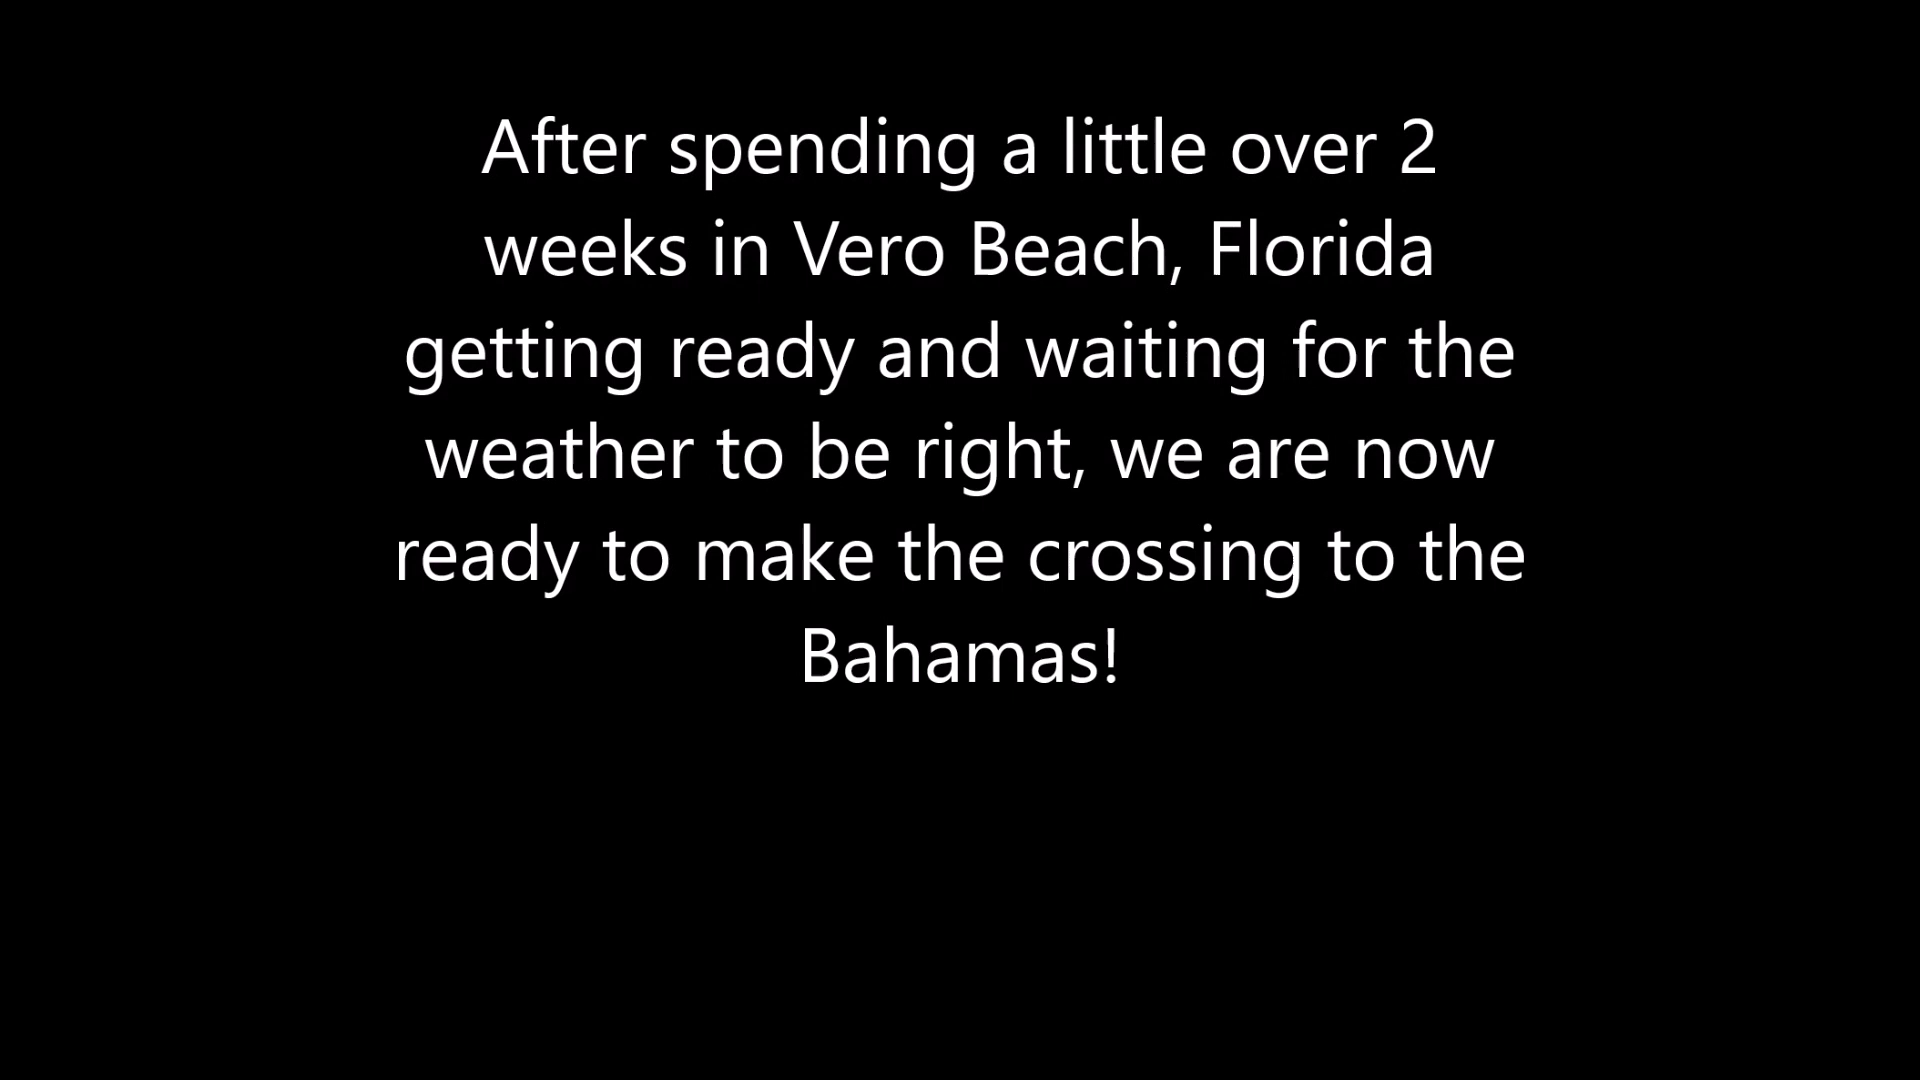 After spending a little over 2
weeks in Vero Beach, Florida
getting ready and waiting for the
weather to be right, we are now
ready to make the crossing to the
Bahamas!